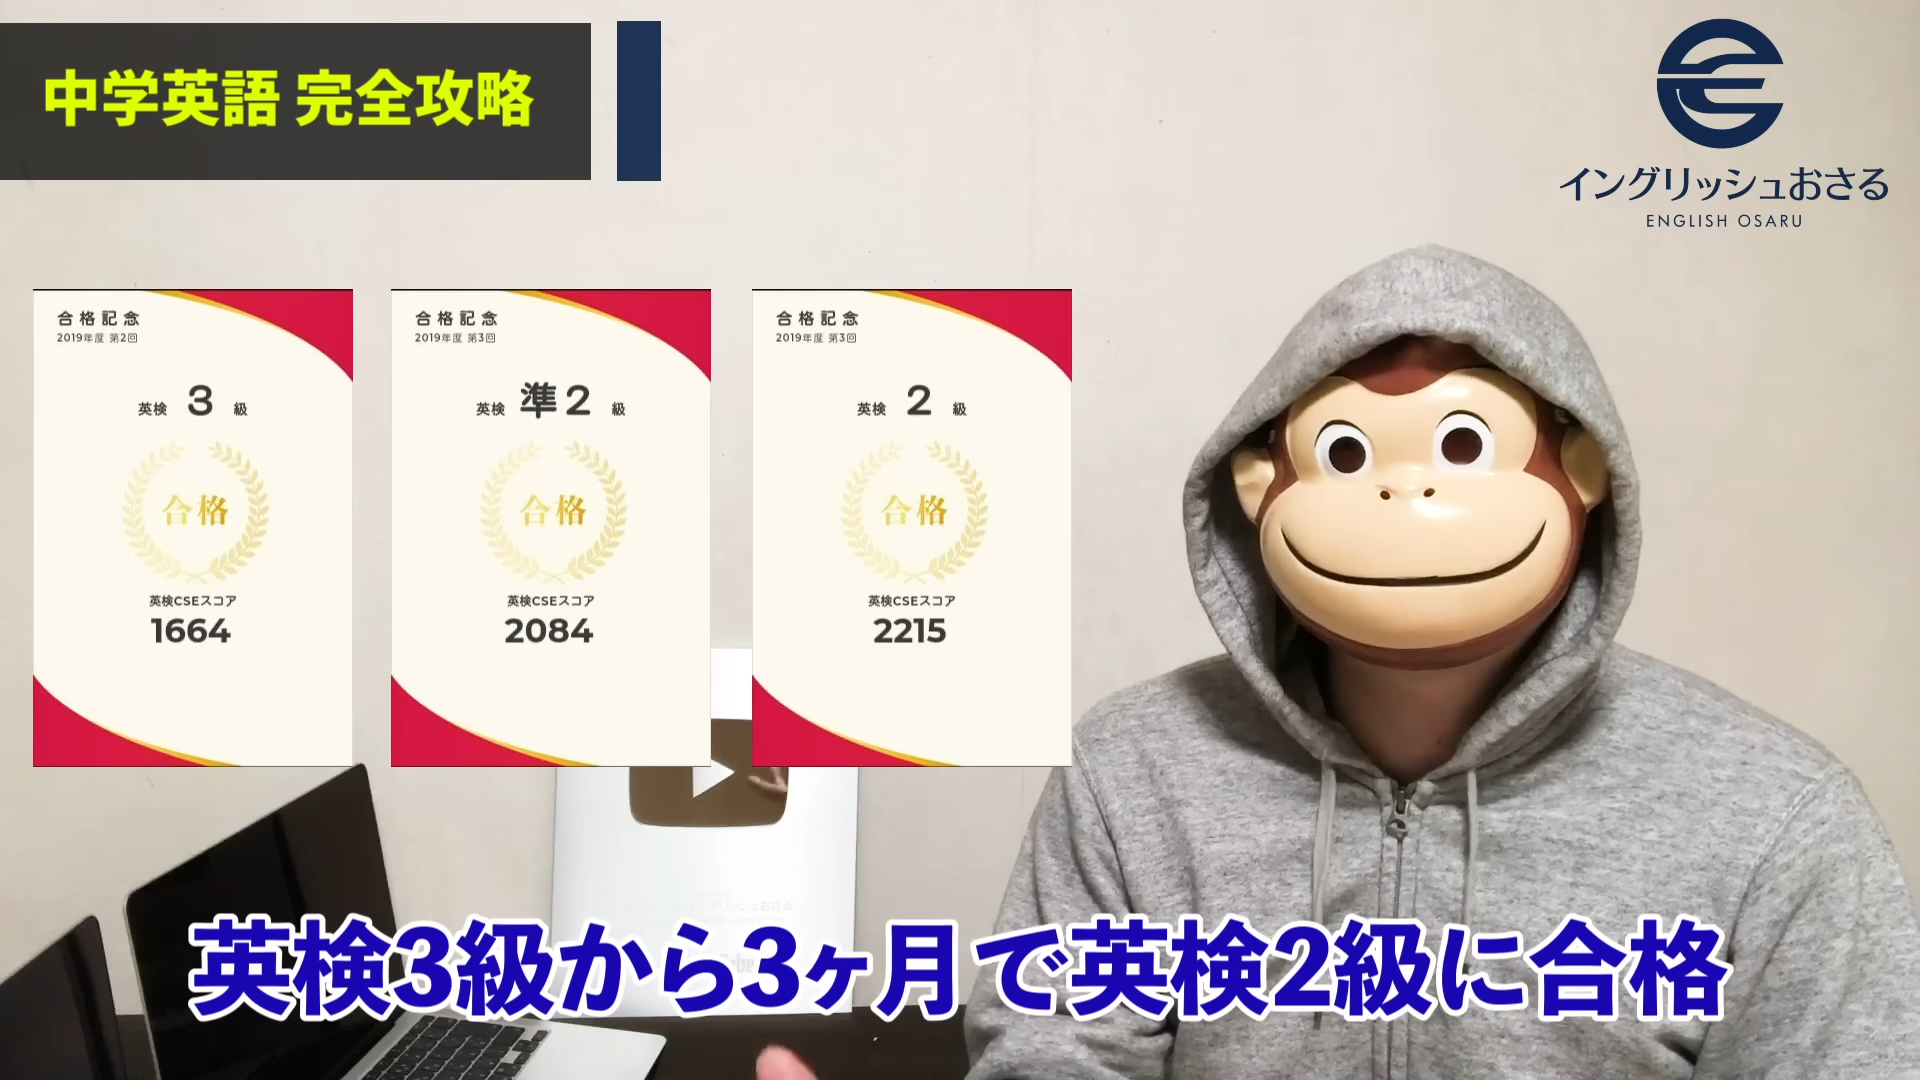 中学英語 完全攻略
イングリッシュおさる
ENGLISH OSARU
合格記念
2019年度 第2回
英検 3 級
合格
英検CSEスコア
1664
合格記念
2019年度 第3回
英検 準2 級
合格
英検CSEスコア
2084
合格記念
2019年度 第3回
英検 2 級
合格
英検CSEスコア
2215
英検3級から3ヶ月で英検2級に合格